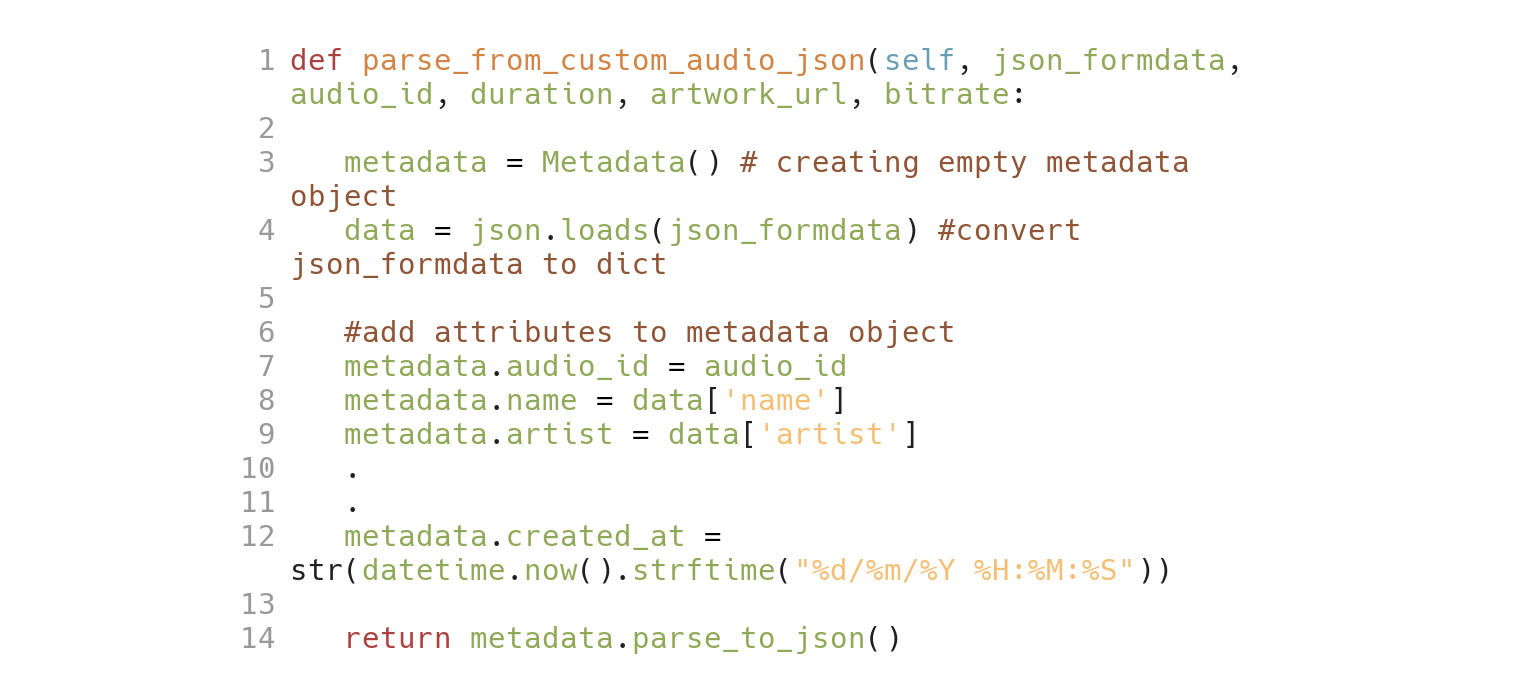 1 def parse_from_custom_audio_json(self, json_formdata,
audio_id, duration, artwork_url, bitrate:
2
3    metadata = Metadata() # creating empty metadata
object
4    data = json.loads(json_formdata) #convert
json_formdata to dict
5
6    #add attributes to metadata object
7    metadata.audio_id = audio_id
8    metadata.name = data['name']
9    metadata.artist = data['artist']
10    .
11    .
12    metadata.created_at =
str(datetime.now().strftime("%d/%m/%Y %H:%M:%S"))
13
14    return metadata.parse_to_json()